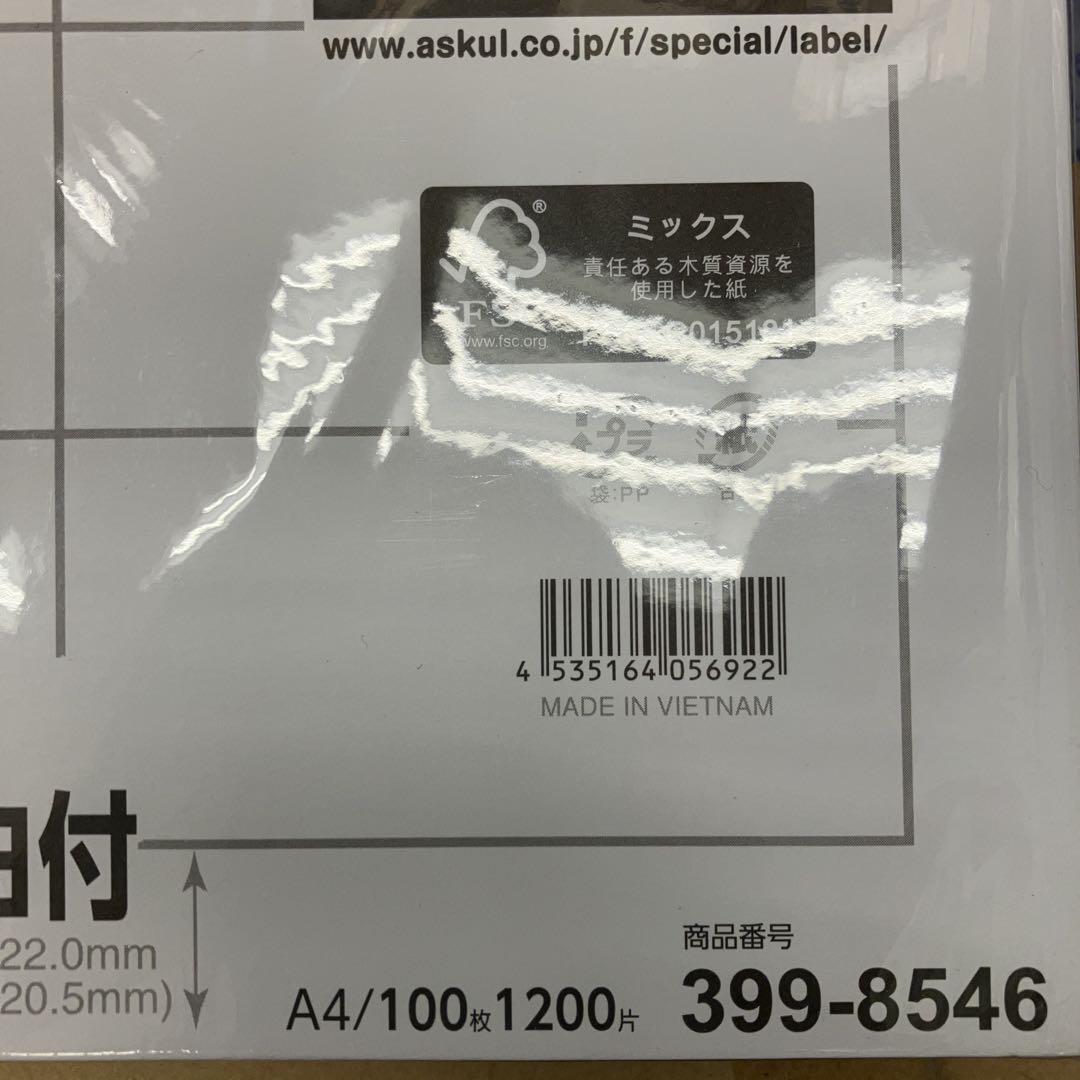 www.askul.co.jp/f/special/label/
ミックス
責任ある木質資源を
使用した紙
www.fsc.org
プラ
袋:PP
4 535164 056922
MADE IN VIETNAM
付
22.0mm
20.5mm)
商品番号
A4/100枚1200片 399-8546